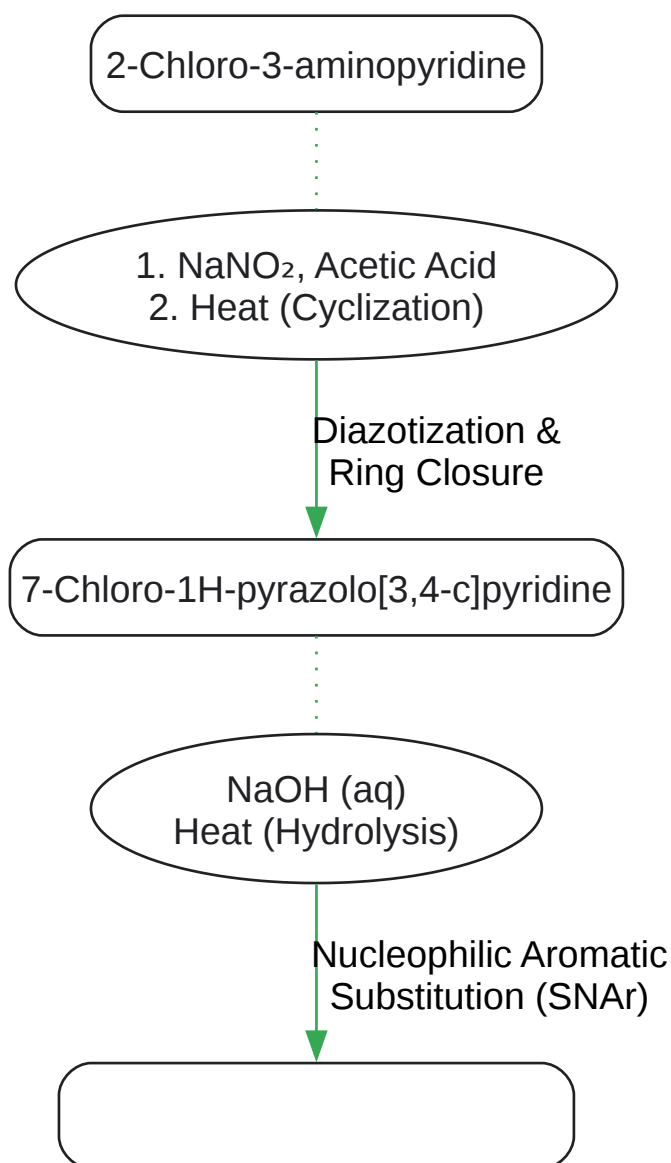 2-Chloro-3-aminopyridine
1. NaNO₂, Acetic Acid
2. Heat (Cyclization)
Diazotization &
Ring Closure
7-Chloro-1H-pyrazolo[3,4-c]pyridine
NaOH (aq)
Heat (Hydrolysis)
Nucleophilic Aromatic
Substitution (SNAr)